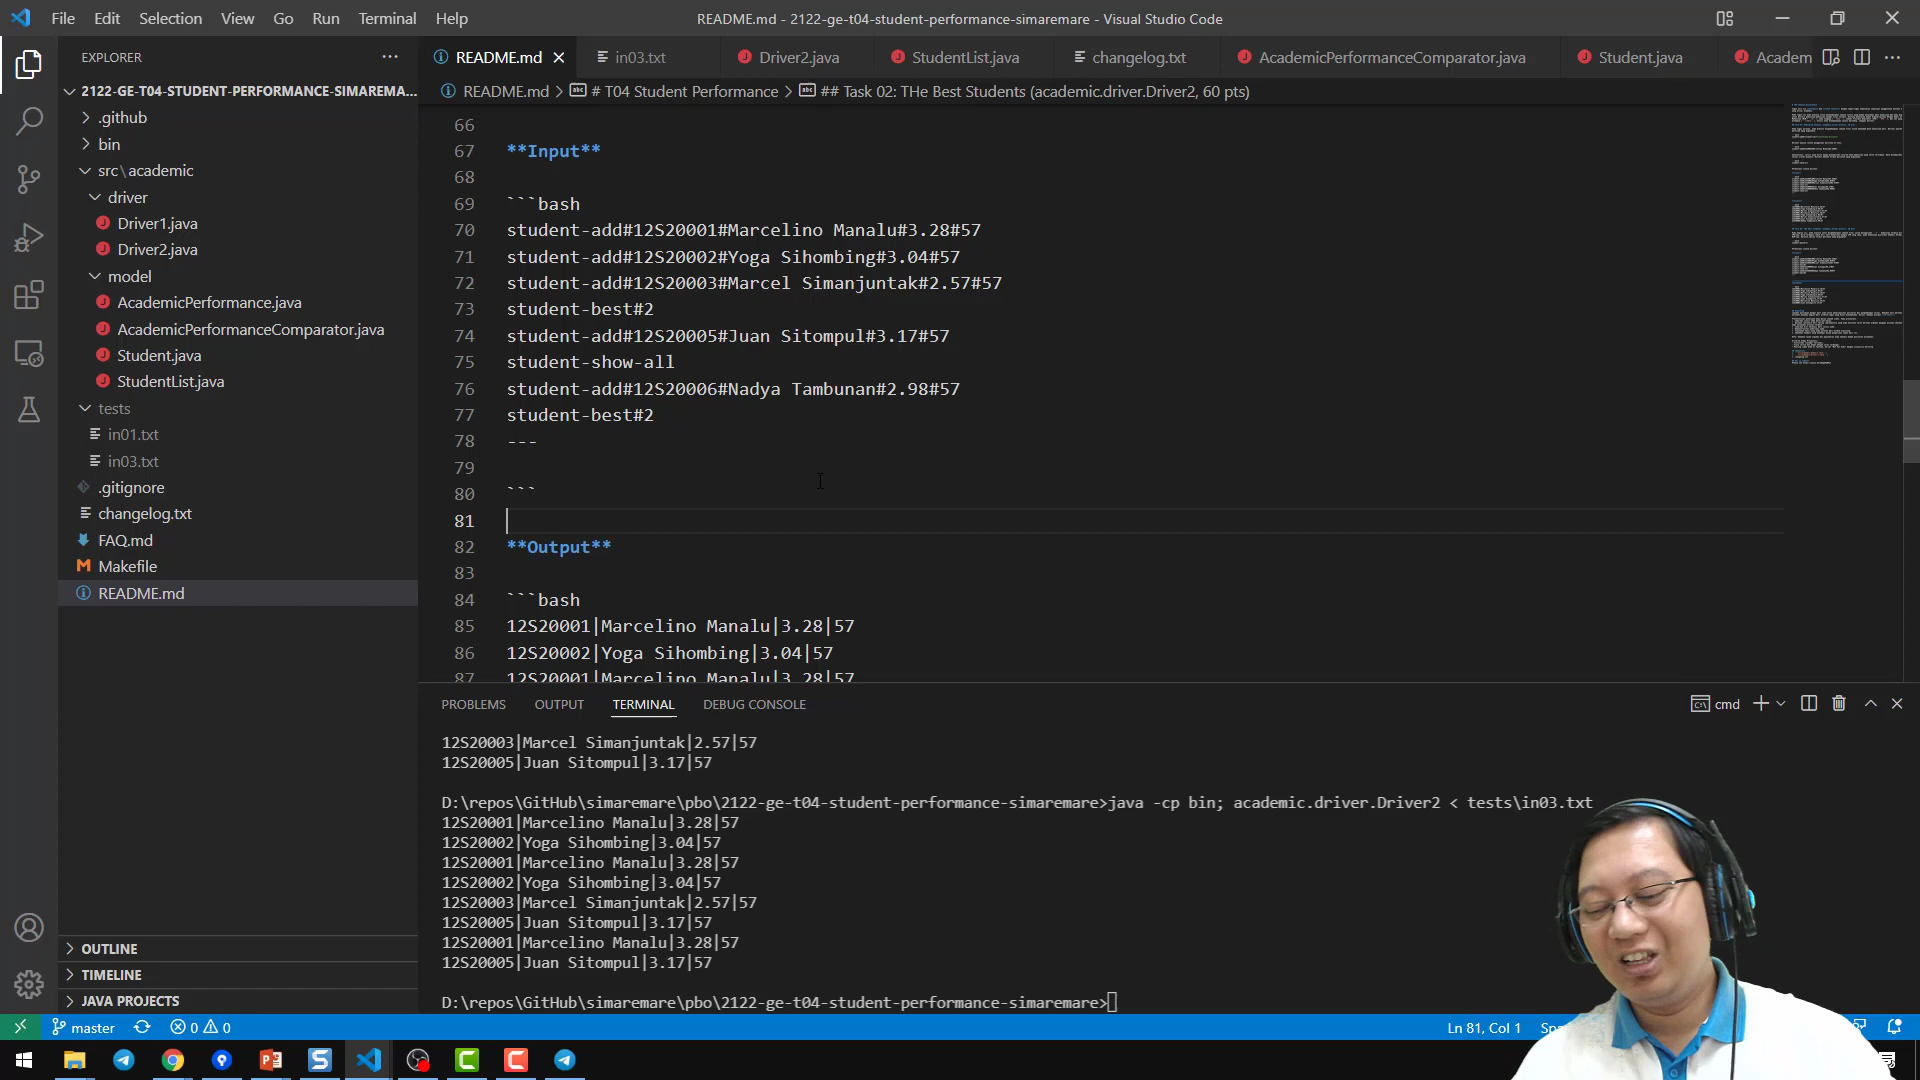 File Edit Selection View Go Run Terminal Help
README.md - 2122-ge-t04-student-performance-simaremare - Visual Studio Code
EXPLORER
README.md
in03.txt
Driver2.java
StudentList.java
changelog.txt
AcademicPerformanceComparator.java
Student.java
Academ
2122-GE-T04-STUDENT-PERFORMANCE-SIMAREMA...
README.md > # T04 Student Performance > ## Task 02: THe Best Students (academic.driver.Driver2, 60 pts)
.github
bin
src\academic
driver
Driver1.java
Driver2.java
model
AcademicPerformance.java
AcademicPerformanceComparator.java
Student.java
StudentList.java
tests
in01.txt
in03.txt
.gitignore
changelog.txt
FAQ.md
Makefile
README.md
OUTLINE
TIMELINE
JAVA PROJECTS
66
67 **Input**
68
69 ```bash
70 student-add#12S20001#Marcelino Manalu#3.28#57
71 student-add#12S20002#Yoga Sihombing#3.04#57
72 student-add#12S20003#Marcel Simanjuntak#2.57#57
73 student-best#2
74 student-add#12S20005#Juan Sitompul#3.17#57
75 student-show-all
76 student-add#12S20006#Nadya Tambunan#2.98#57
77 student-best#2
78 ---
79
80 ```
81
82 **Output**
83
84 ```bash
85 12S20001|Marcelino Manalu|3.28|57
86 12S20002|Yoga Sihombing|3.04|57
87 12S20001|Marcelino Manalu|3.28|57
PROBLEMS OUTPUT TERMINAL DEBUG CONSOLE
cmd
12S20003|Marcel Simanjuntak|2.57|57
12S20005|Juan Sitompul|3.17|57
D:\repos\GitHub\simaremare\pbo\2122-ge-t04-student-performance-simaremare>java -cp bin; academic.driver.Driver2 < tests\in03.txt
12S20001|Marcelino Manalu|3.28|57
12S20002|Yoga Sihombing|3.04|57
12S20001|Marcelino Manalu|3.28|57
12S20002|Yoga Sihombing|3.04|57
12S20003|Marcel Simanjuntak|2.57|57
12S20005|Juan Sitompul|3.17|57
12S20001|Marcelino Manalu|3.28|57
12S20005|Juan Sitompul|3.17|57
D:\repos\GitHub\simaremare\pbo\2122-ge-t04-student-performance-simaremare>
master
0 0
Ln 81, Col 1